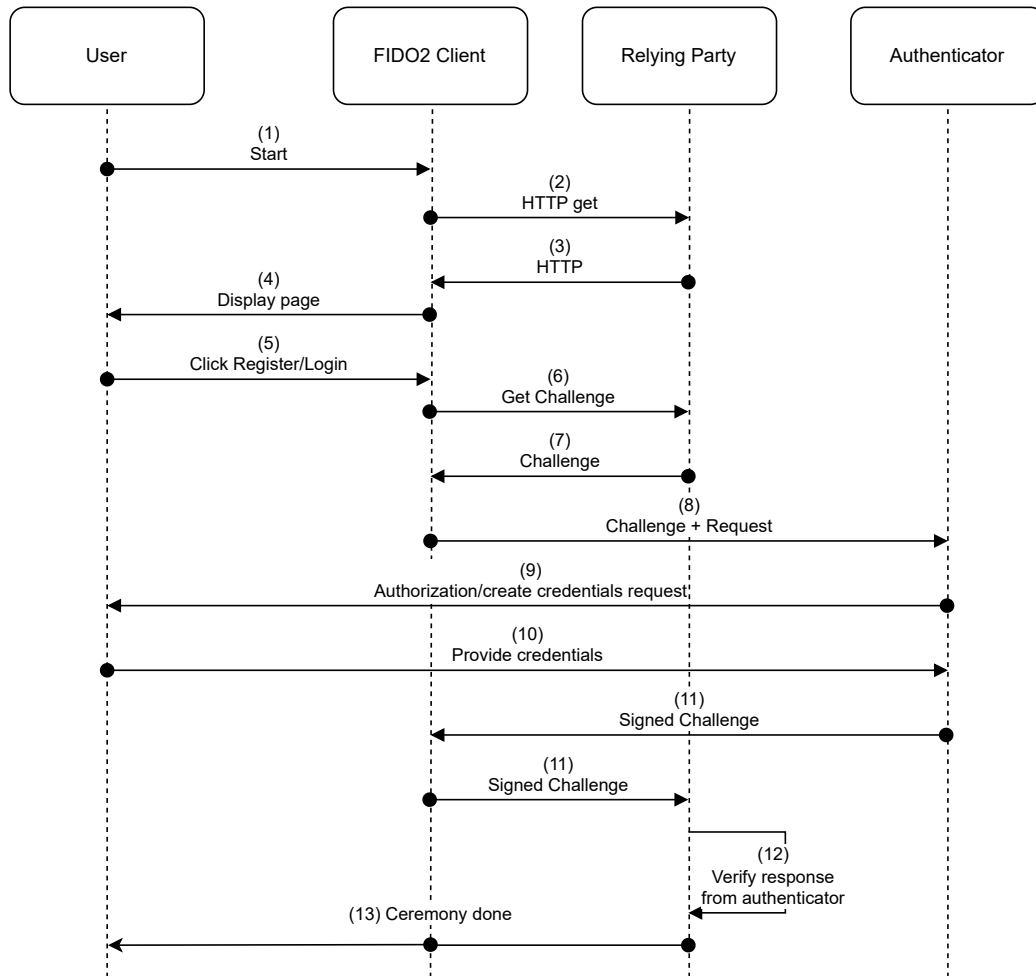 User
FIDO2 Client
Relying Party
Authenticator
(1)
Start
(2)
HTTP get
(3)
HTTP
(4)
Display page
(5)
Click Register/Login
(6)
Get Challenge
(7)
Challenge
(8)
Challenge + Request
(9)
Authorization/create credentials request
(10)
Provide credentials
(11)
Signed Challenge
(11)
Signed Challenge
(12)
Verify response
from authenticator
(13) Ceremony done